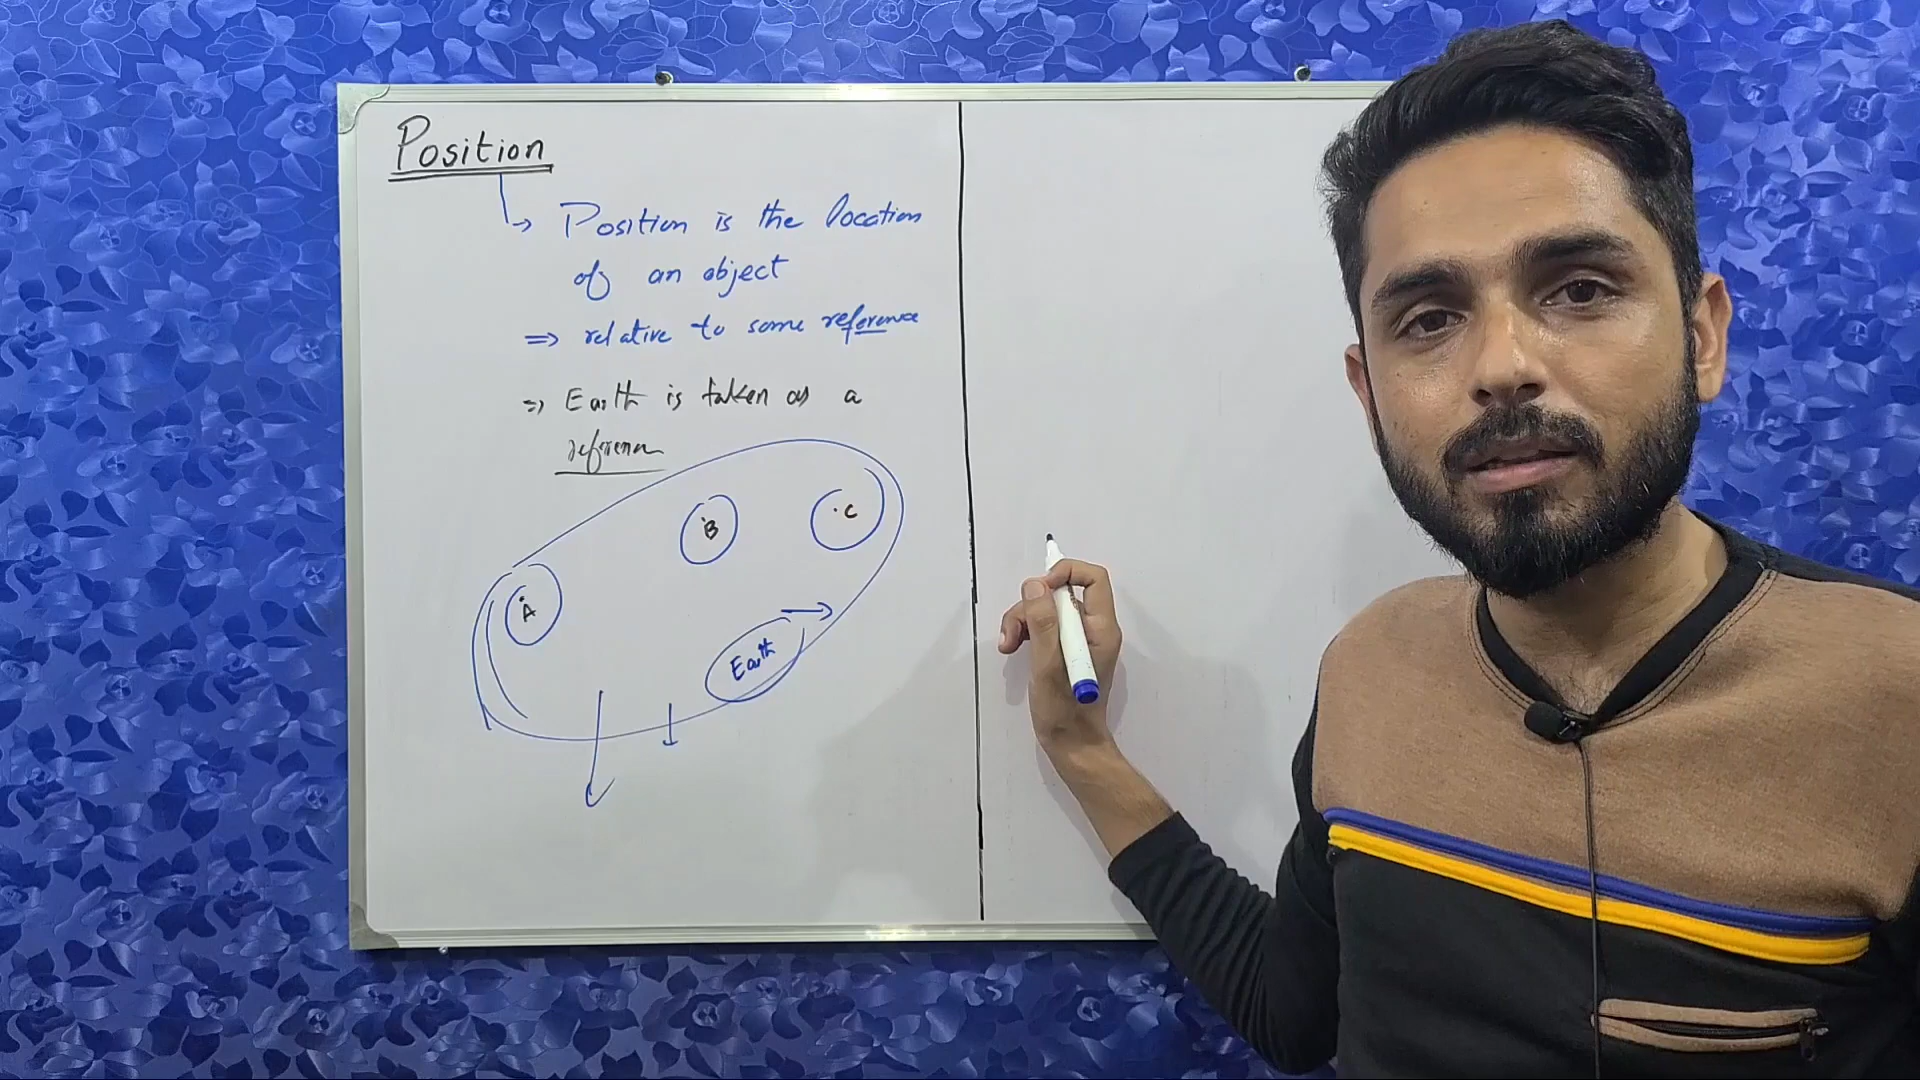 Position
Position is the location
of an object
⇒ relative to some reference
⇒ Earth is taken as a
reference
B
C
A
Earth